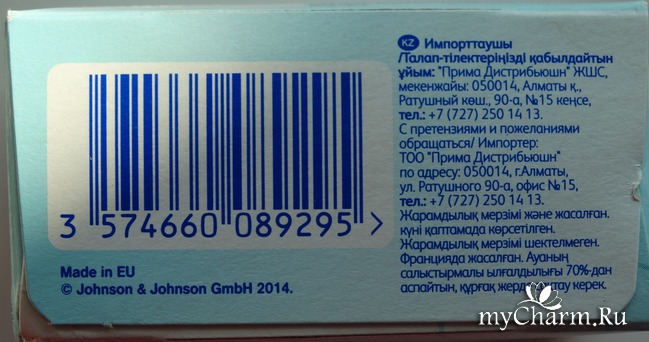 3 574660 089295 >
Made in EU
© Johnson & Johnson GmbH 2014.
KZ Импорттаушы
/Талап-тілектеріңізді қабылдайтын
ұйым: "Прима Дистрибьюшн" ЖШС,
мекенжайы: 050014, Алматы қ.,
Ратушный көш., 90-а, №15 кеңсе,
тел.: +7 (727) 250 14 13.
С претензиями и пожеланиями
обращаться/ Импортер:
ТОО "Прима Дистрибьюшн"
по адресу: 050014, г.Алматы,
ул. Ратушного 90-а, офис №15,
тел.: +7 (727) 250 14 13.
Жарамдылық мерзімі және жасалған
күні қаптамада көрсетілген.
Жарамдылық мерзімі шектелмеген.
Францияда жасалған. Ауаның
салыстырмалы ылғалдылығы 70%-дан
аспайтын, құрғақ жерде сақтау керек.
myCharm.Ru